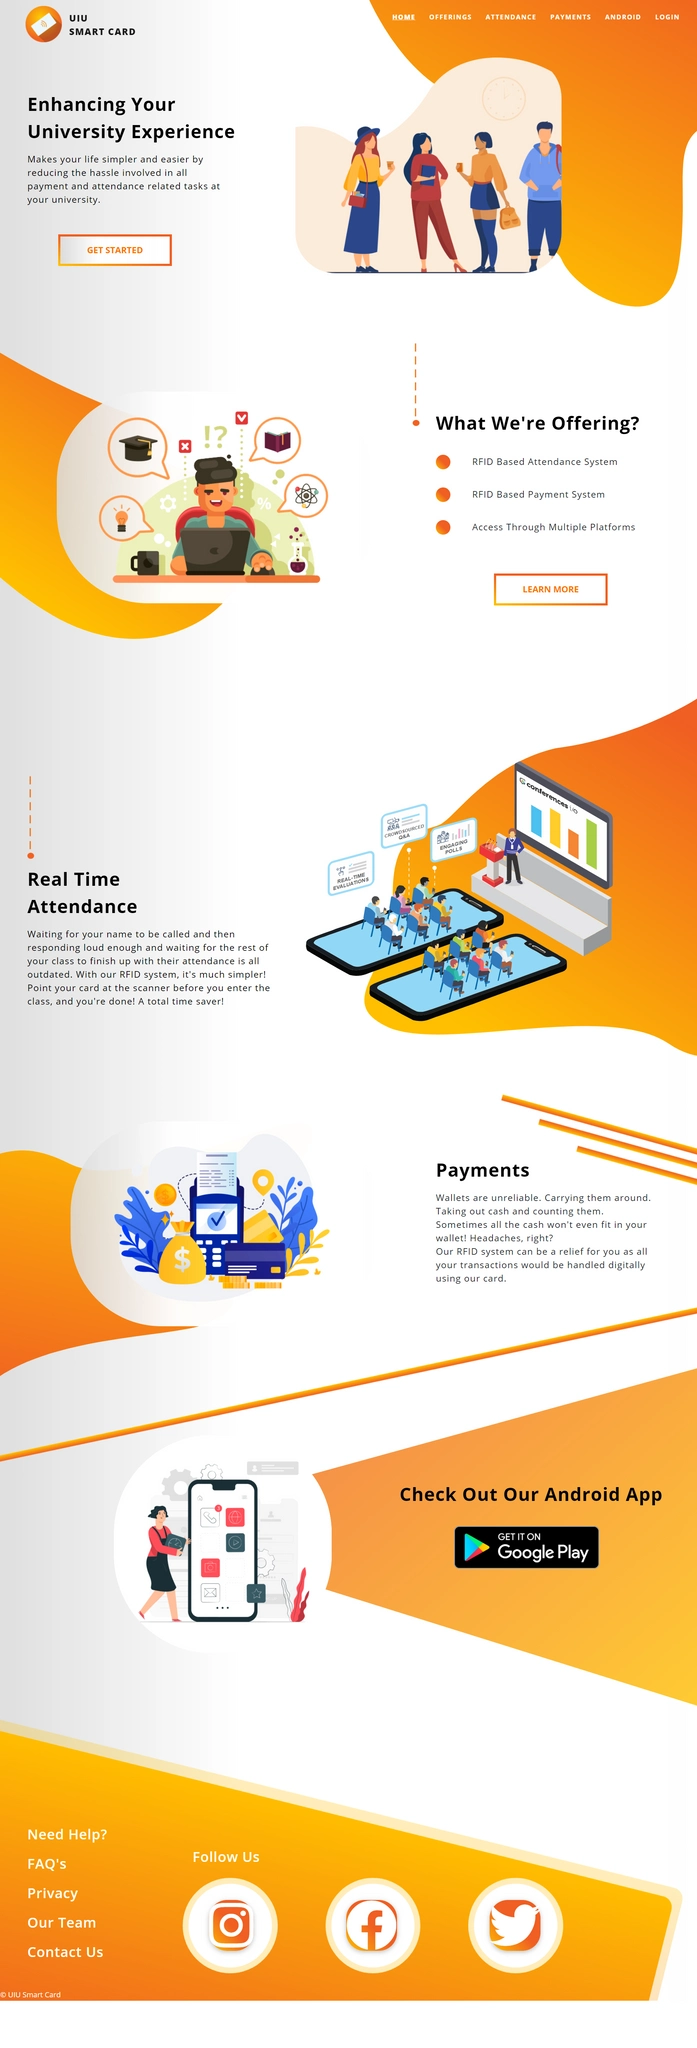 UIU
SMART CARD
HOME OFFERINGS ATTENDANCE PAYMENTS ANDROID LOGIN
Enhancing Your
University Experience
Makes your life simpler and easier by
reducing the hassle involved in all
payment and attendance related tasks at
your university.
GET STARTED
!?
%
What We're Offering?
RFID Based Attendance System
RFID Based Payment System
Access Through Multiple Platforms
LEARN MORE
conferences i/o
CROWDSOURCED
Q&A
ENGAGING
POLLS
REAL-TIME
EVALUATIONS
Real Time
Attendance
Waiting for your name to be called and then
responding loud enough and waiting for the rest of
your class to finish up with their attendance is all
outdated. With our RFID system, it's much simpler!
Point your card at the scanner before you enter the
class, and you're done! A total time saver!
$
$
Payments
Wallets are unreliable. Carrying them around.
Taking out cash and counting them.
Sometimes all the cash won't even fit in your
wallet! Headaches, right?
Our RFID system can be a relief for you as all
your transactions would be handled digitally
using our card.
Check Out Our Android App
GET IT ON
Google Play
Need Help?
FAQ's
Privacy
Our Team
Contact Us
Follow Us
© UIU Smart Card